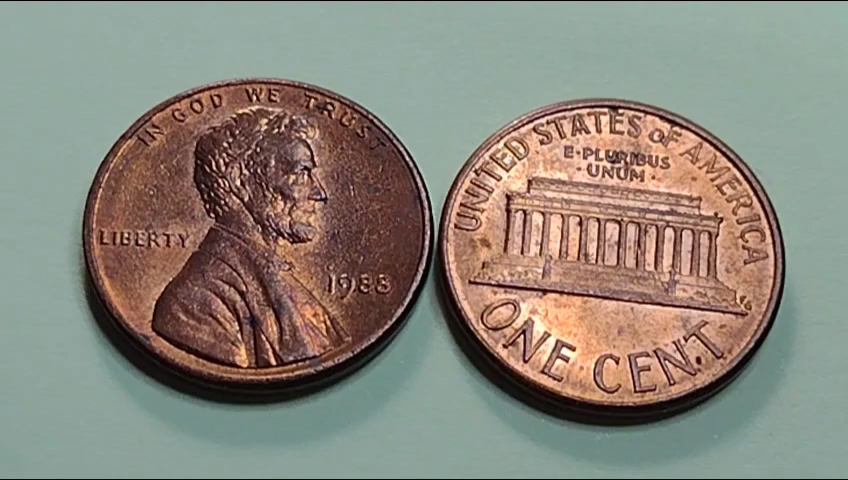 IN GOD WE TRUST
LIBERTY
1988
UNITED STATES of AMERICA
E·PLURIBUS
·UNUM·
ONE CENT